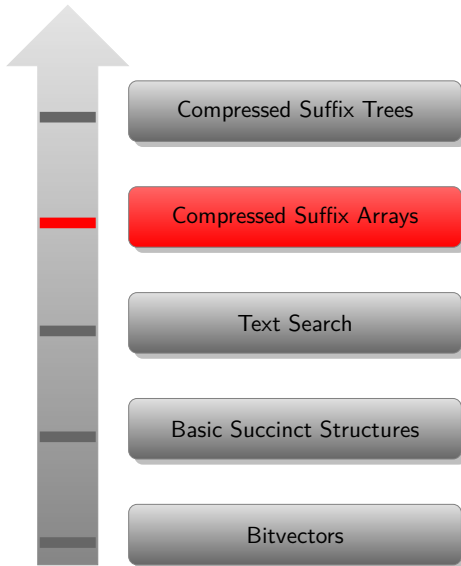 Compressed Suffix Trees
Compressed Suffix Arrays
Text Search
Basic Succinct Structures
Bitvectors